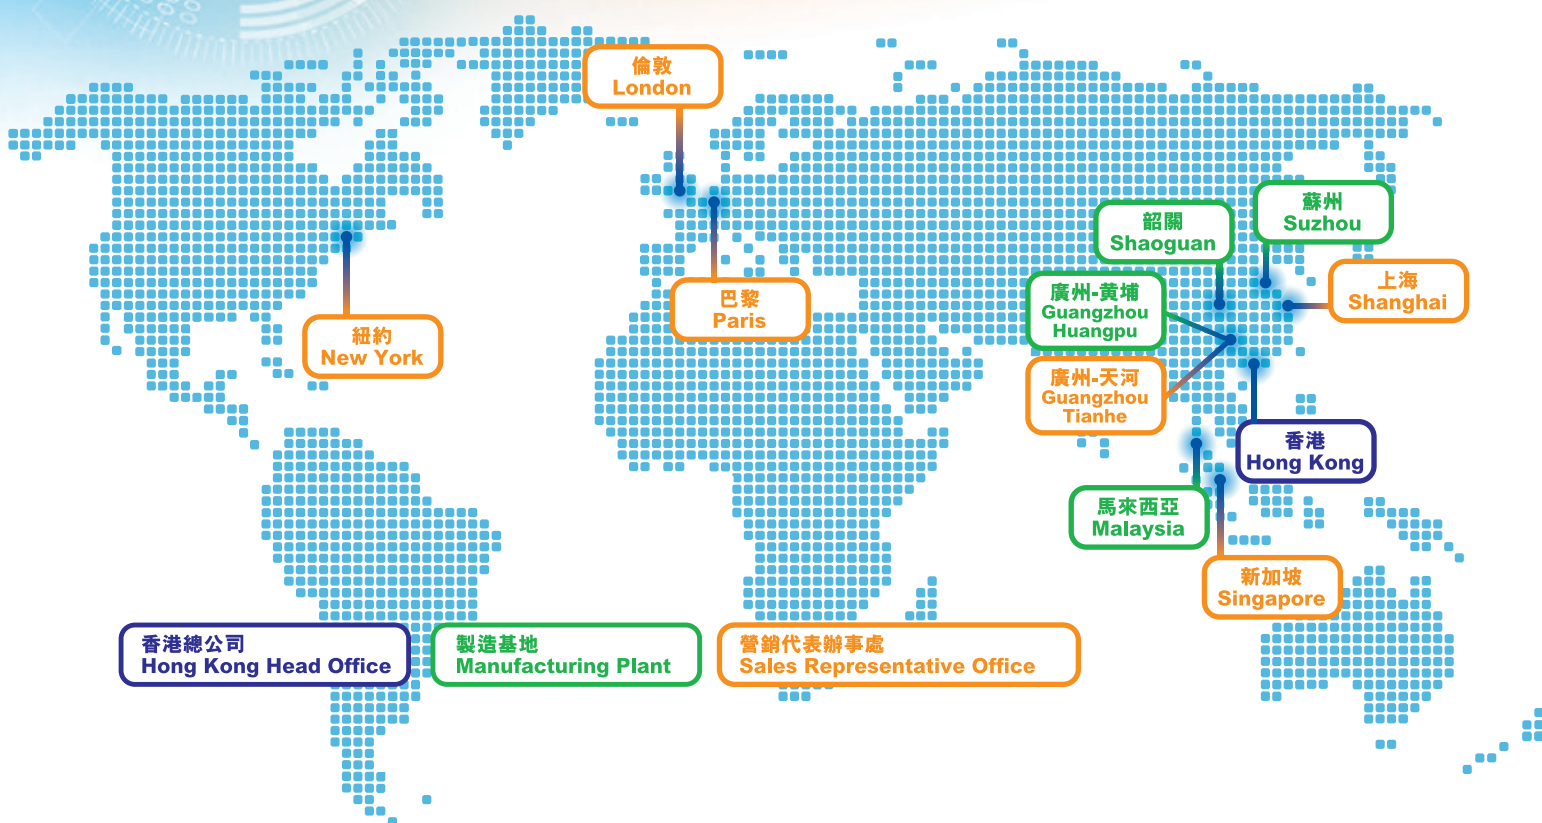 倫敦
London
蘇州
Suzhou
韶關
Shaoguan
上海
Shanghai
廣州-黄埔
Guangzhou
Huangpu
巴黎
Paris
紐約
New York
廣州-天河
Guangzhou
Tianhe
香港
Hong Kong
馬來西亞
Malaysia
新加坡
Singapore
香港總公司
Hong Kong Head Office
製造基地
Manufacturing Plant
營銷代表辦事處
Sales Representative Office